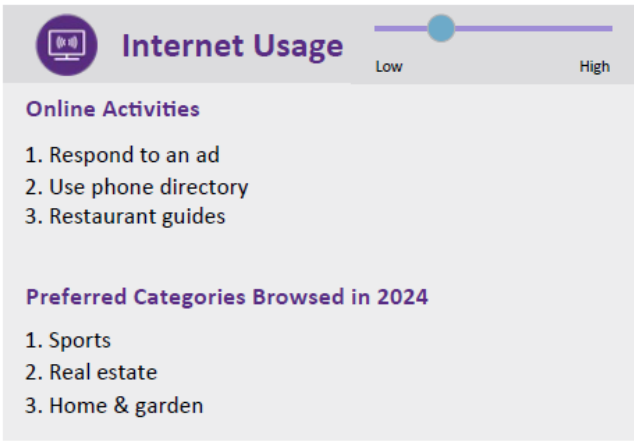 Internet Usage
Low
High
Online Activities
1. Respond to an ad
2. Use phone directory
3. Restaurant guides
Preferred Categories Browsed in 2024
1. Sports
2. Real estate
3. Home & garden